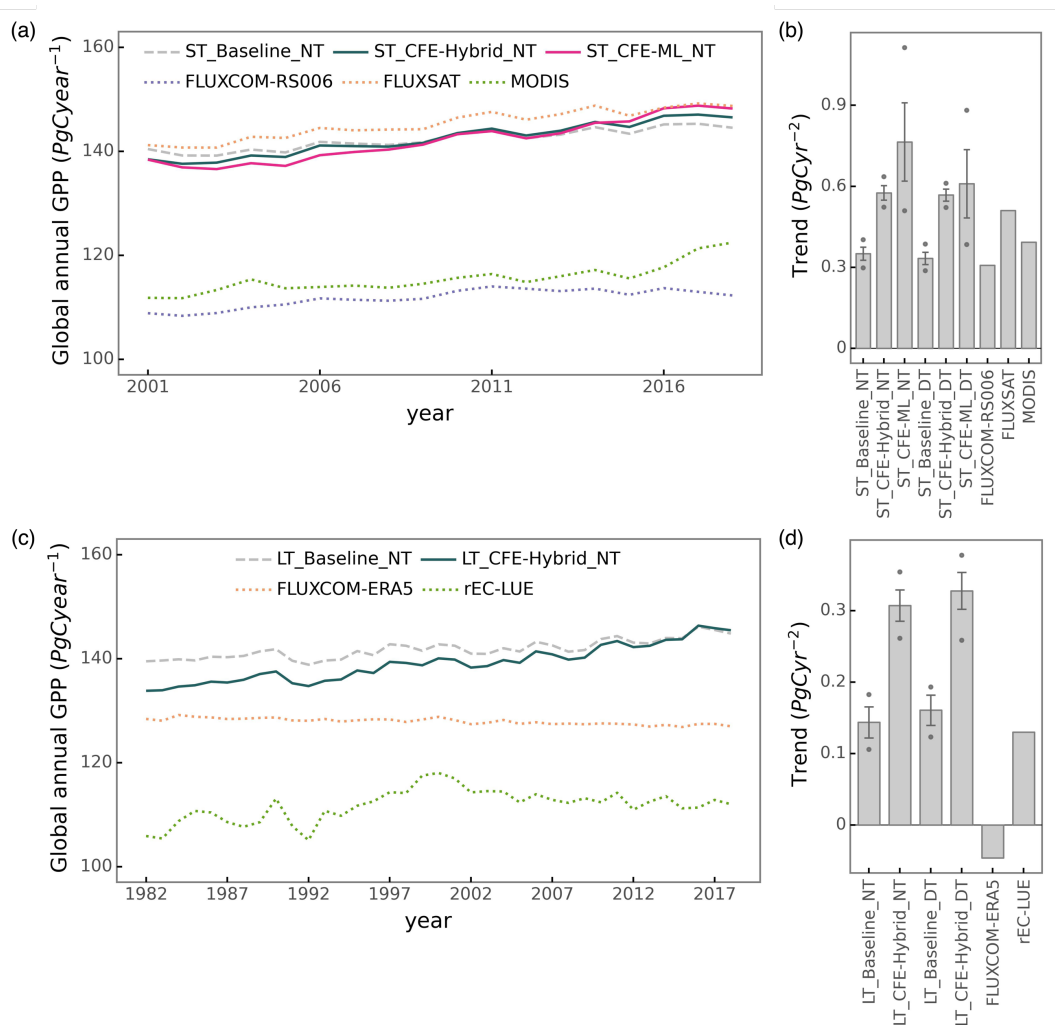 (a)
Global annual GPP (PgCyear⁻¹)
160
140
120
100
ST_Baseline_NT ST_CFE-Hybrid_NT ST_CFE-ML_NT
FLUXCOM-RS006 FLUXSAT MODIS
2001 2006 2011 2016
year
(b)
Trend (PgCyr⁻²)
0.9
0.6
0.3
0
ST_Baseline_NT
ST_CFE-Hybrid_NT
ST_CFE-ML_NT
ST_Baseline_DT
ST_CFE-Hybrid_DT
ST_CFE-ML_DT
FLUXCOM-RS006
FLUXSAT
MODIS
(c)
Global annual GPP (PgCyear⁻¹)
160
140
120
100
LT_Baseline_NT LT_CFE-Hybrid_NT
FLUXCOM-ERA5 rEC-LUE
1982 1987 1992 1997 2002 2007 2012 2017
year
(d)
Trend (PgCyr⁻²)
0.3
0.2
0.1
0
LT_Baseline_NT
LT_CFE-Hybrid_NT
LT_Baseline_DT
LT_CFE-Hybrid_DT
FLUXCOM-ERA5
rEC-LUE